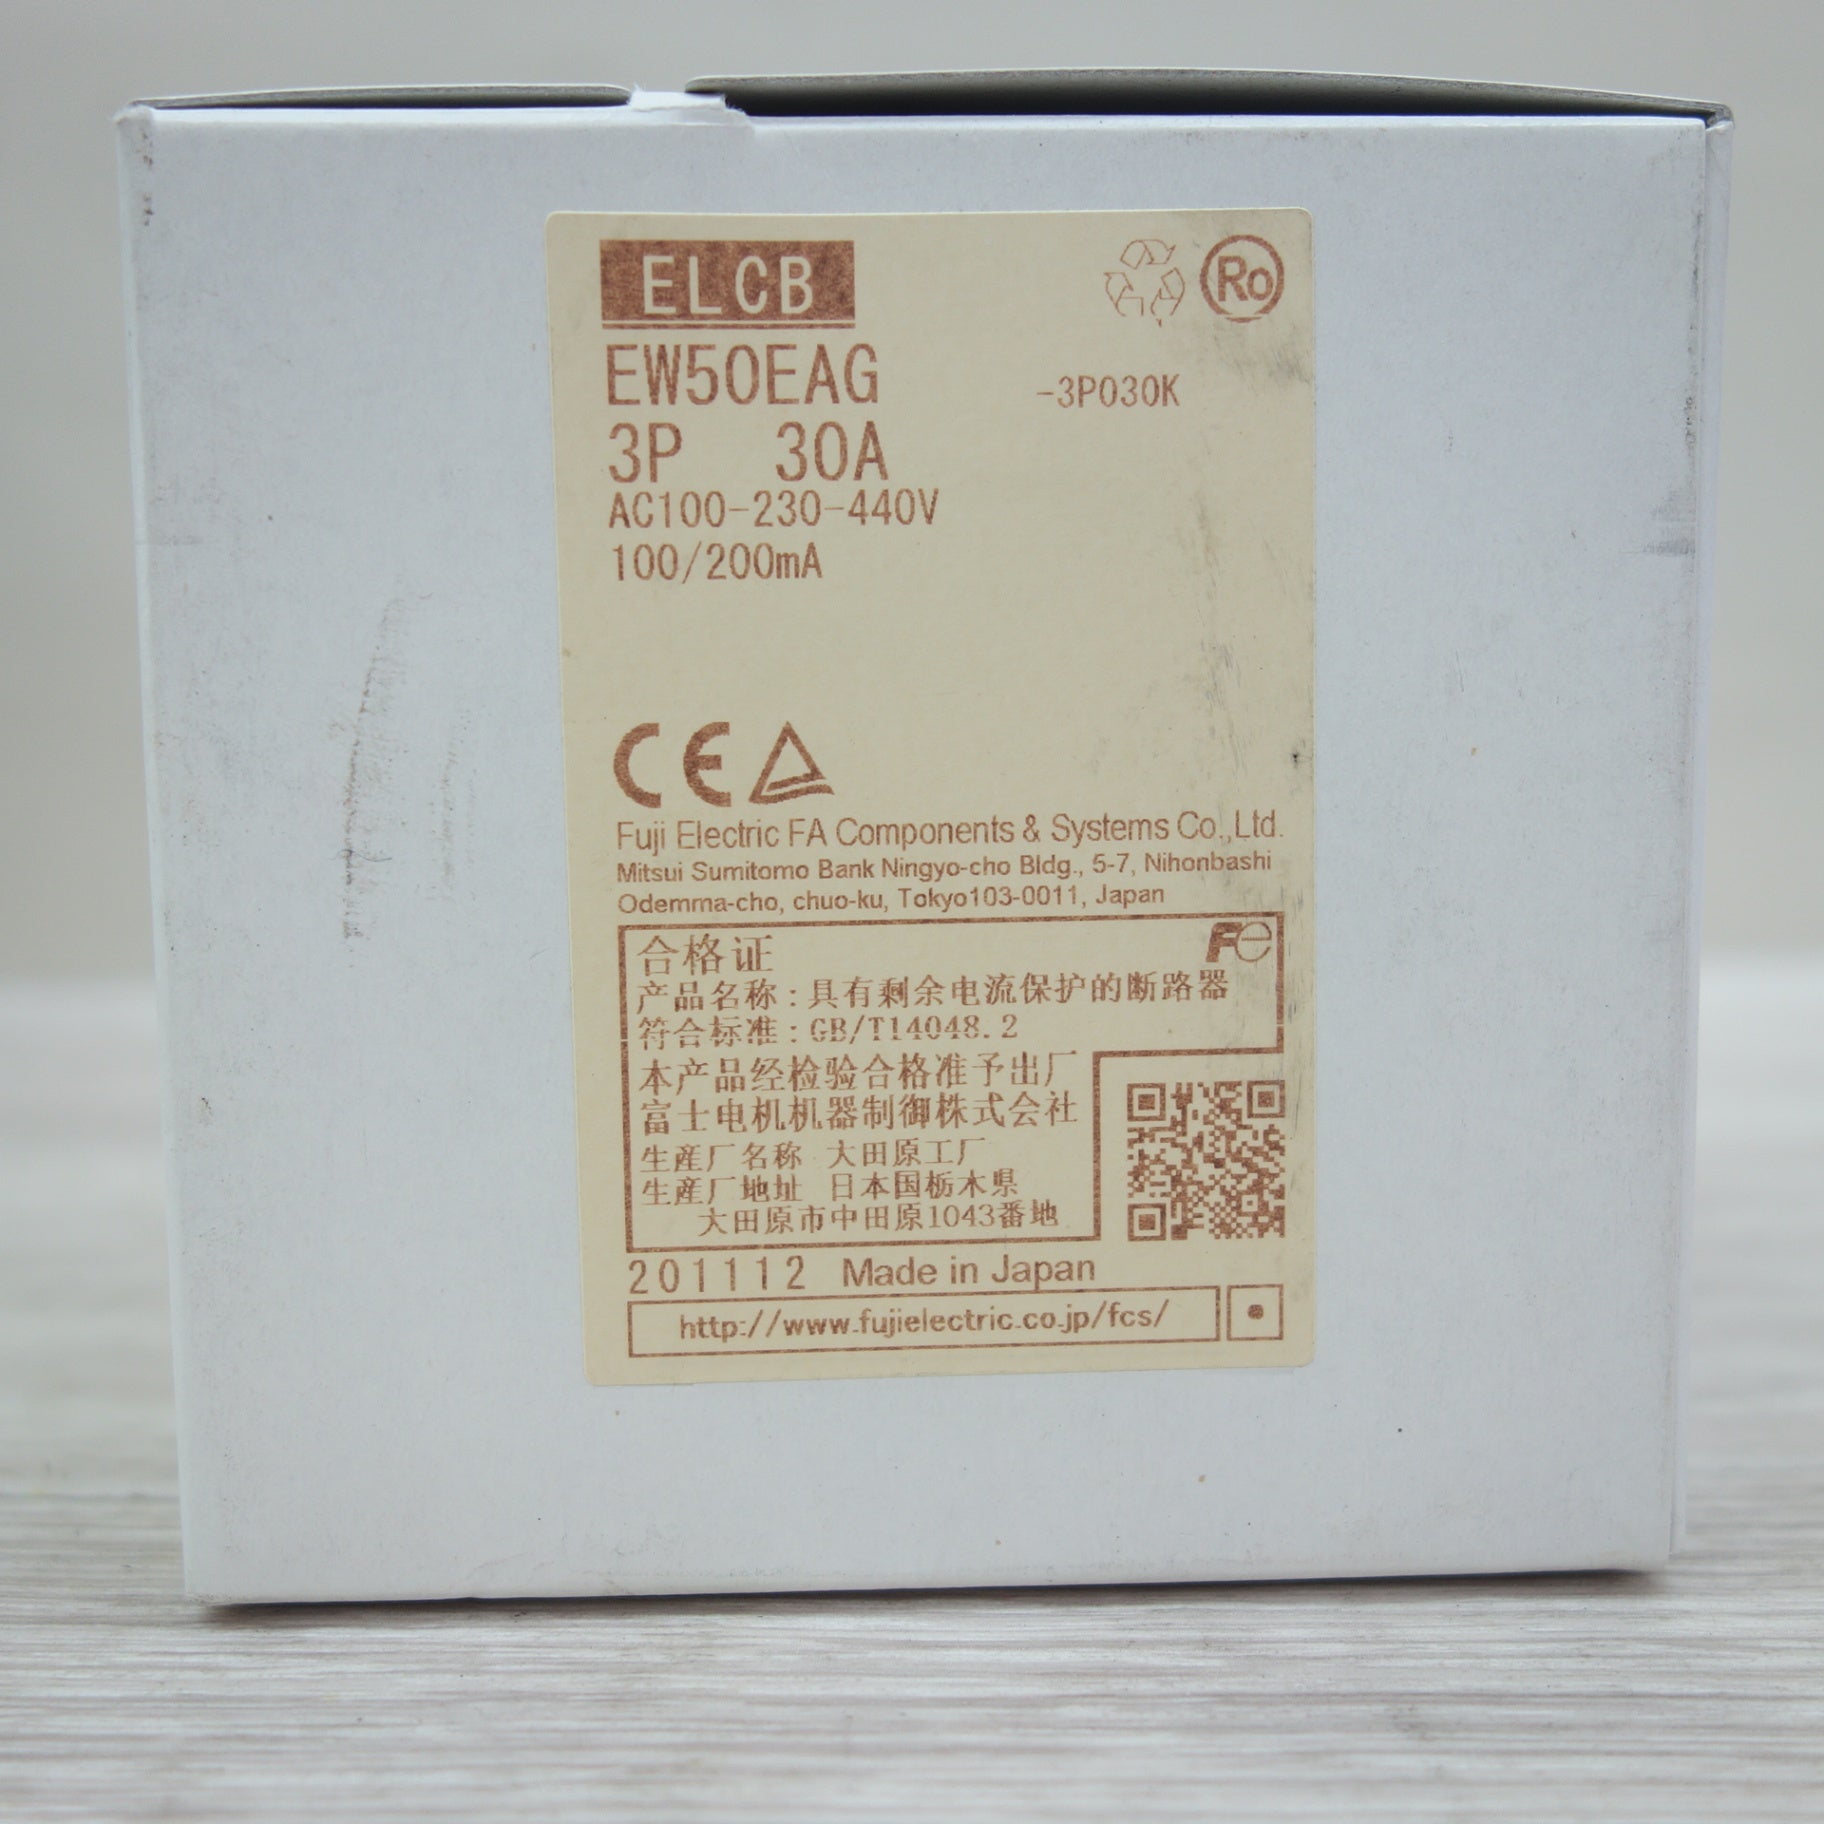 ELCB
Ro
EW50EAG -3P030K
3P 30A
AC100-230-440V
100/200mA
CE
Fuji Electric FA Components & Systems Co.,Ltd.
Mitsui Sumitomo Bank Ningyo-cho Bldg., 5-7, Nihonbashi
Odemma-cho, chuo-ku, Tokyo103-0011, Japan
Fe
合格证
产品名称：具有剩余电流保护的断路器
符合标准：GB/T14048.2
本产品经检验合格准予出厂
富士电机机器制御株式会社
生産厂名称 大田原工厂
生産厂地址 日本国栃木県
大田原市中田原1043番地
201112 Made in Japan
http://www.fujielectric.co.jp/fcs/